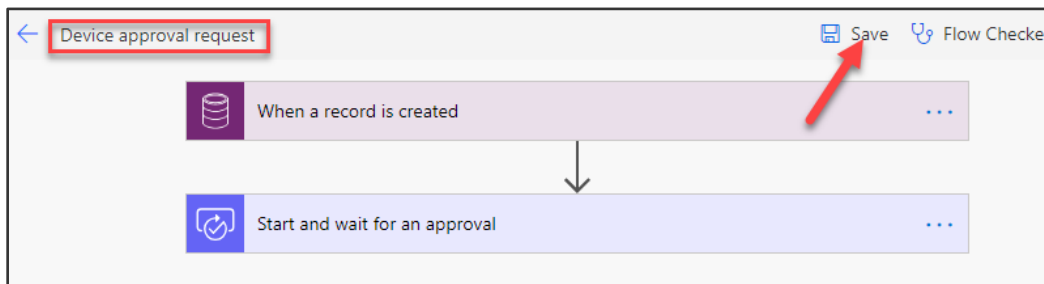 Device approval request Save Flow Checke
When a record is created
Start and wait for an approval